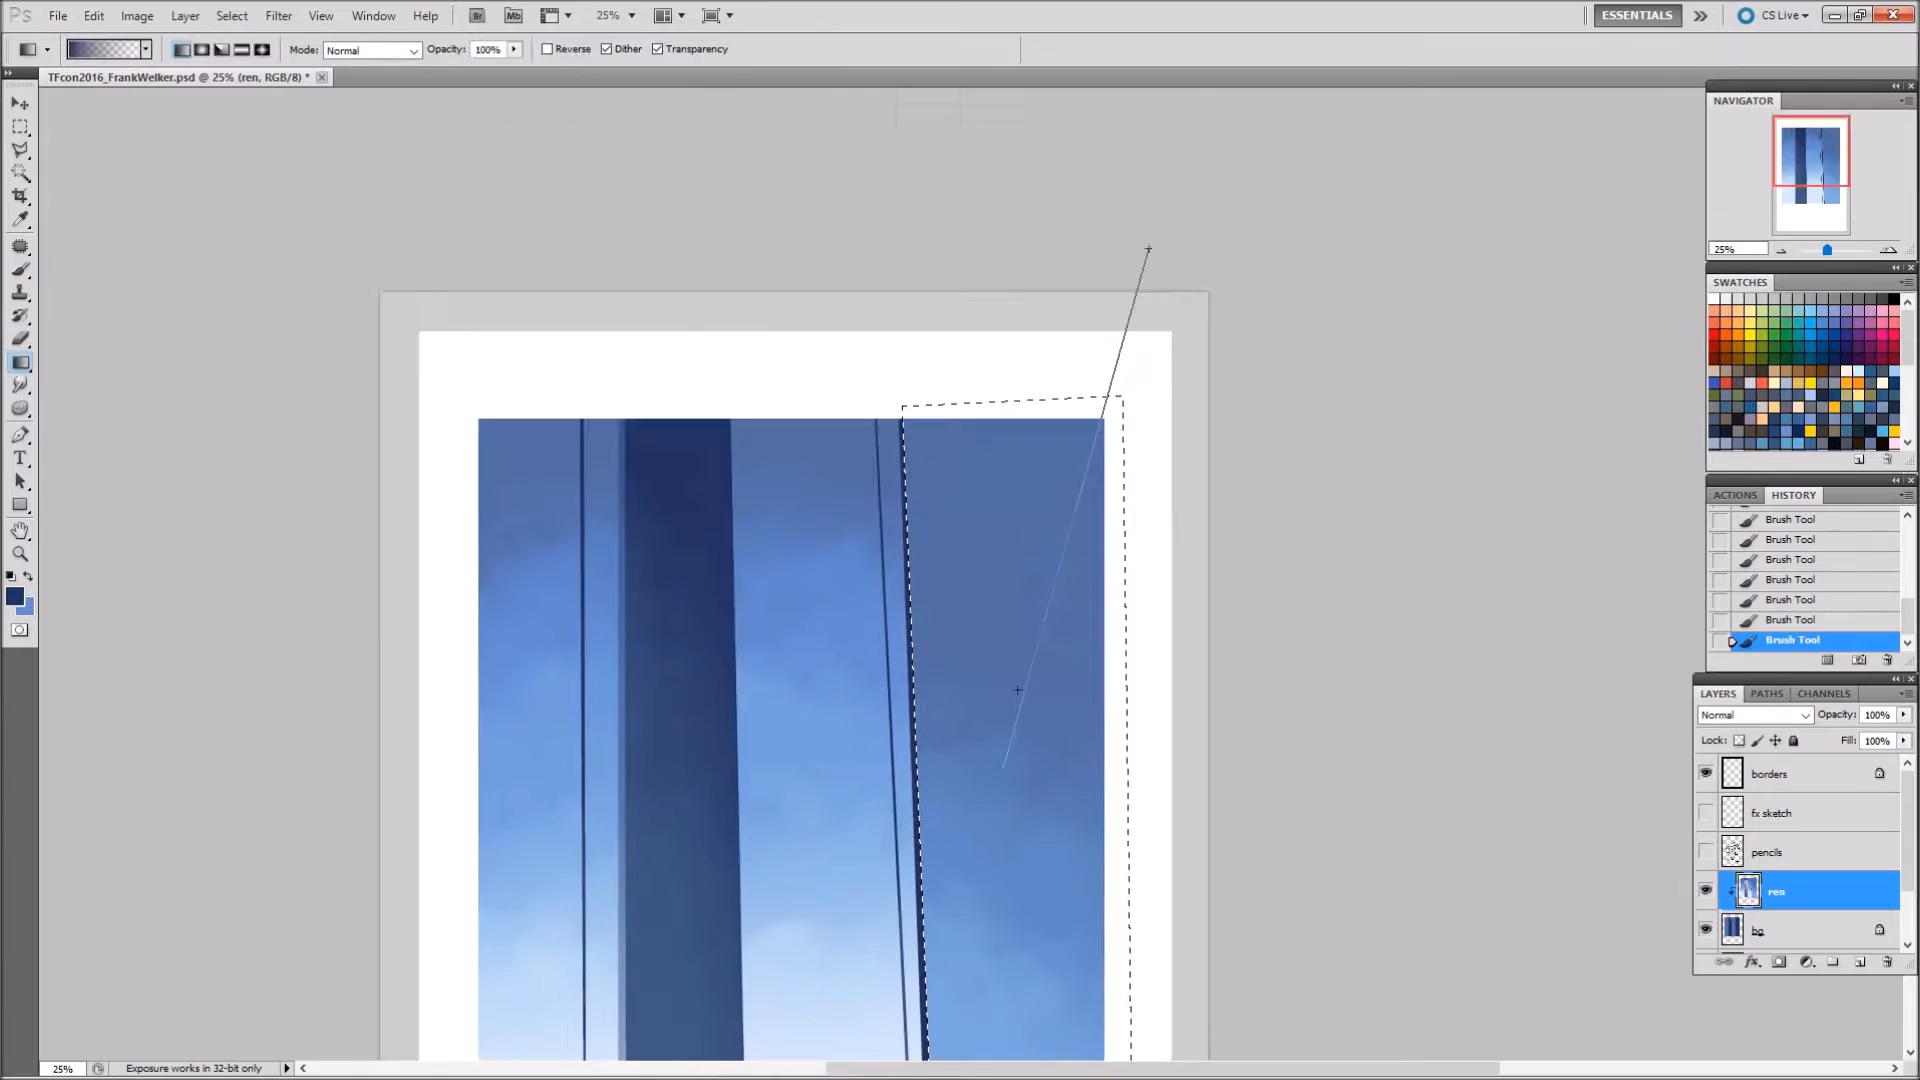 Ps File Edit Image Layer Select Filter View Window Help Br Mb 25% ESSENTIALS CS Live
Mode: Normal Opacity: 100% Reverse Dither Transparency
TFcon2016_FrankWelker.psd @ 25% (ren, RGB/8) *
NAVIGATOR
25%
SWATCHES
ACTIONS HISTORY
Brush Tool
Brush Tool
Brush Tool
Brush Tool
Brush Tool
Brush Tool
Brush Tool
LAYERS PATHS CHANNELS
Normal Opacity: 100%
Lock: Fill: 100%
borders
fx sketch
pencils
ren
bg
25% Exposure works in 32-bit only